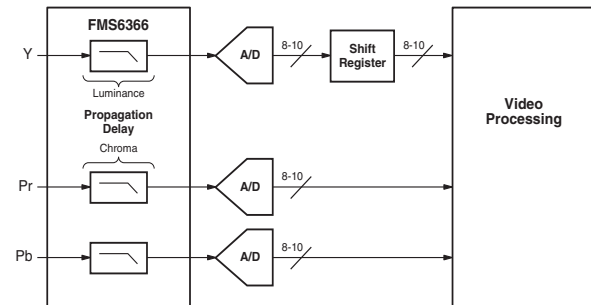 FMS6366
Y
A/D
8-10
Shift
Register
8-10
Luminance
Propagation
Delay
Chroma
Video
Processing
Pr
A/D
8-10
Pb
A/D
8-10